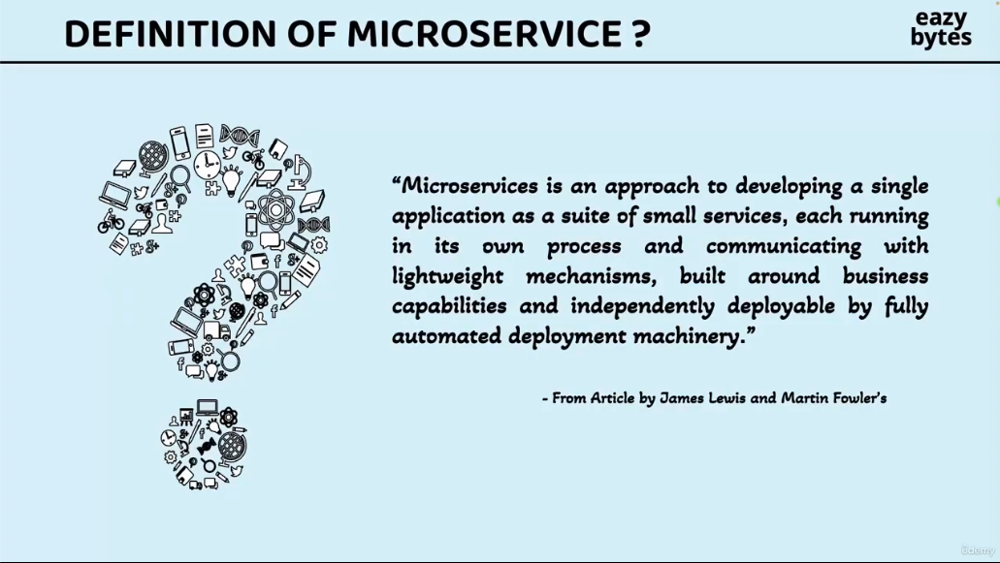 DEFINITION OF MICROSERVICE ?
eazy
bytes
“Microservices is an approach to developing a single
application as a suite of small services, each running
in its own process and communicating with
lightweight mechanisms, built around business
capabilities and independently deployable by fully
automated deployment machinery.”
- From Article by James Lewis and Martin Fowler’s
Udemy